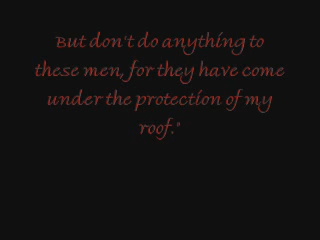 But don't do anything to
these men, for they have come
under the protection of my
roof."